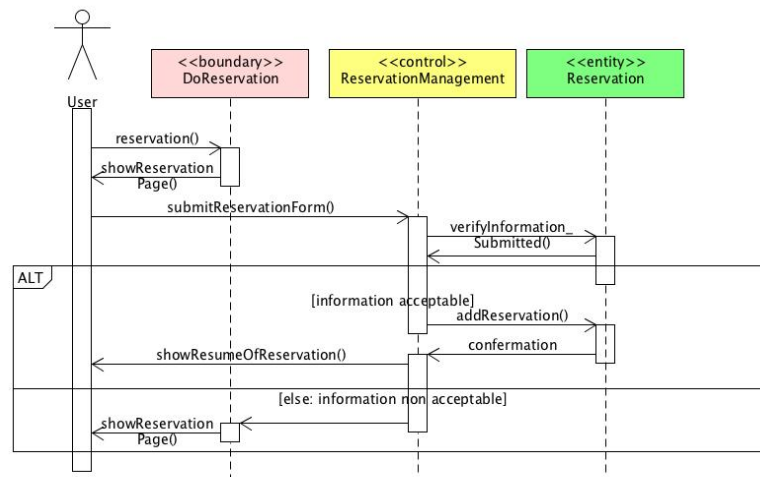 <<boundary>>
DoReservation
<<control>>
ReservationManagement
<<entity>>
Reservation
User
reservation()
showReservation
Page()
submitReservationForm()
verifyInformation_
Submitted()
ALT
[information acceptable]
addReservation()
confermation
showResumeOfReservation()
[else: information non acceptable]
showReservation
Page()